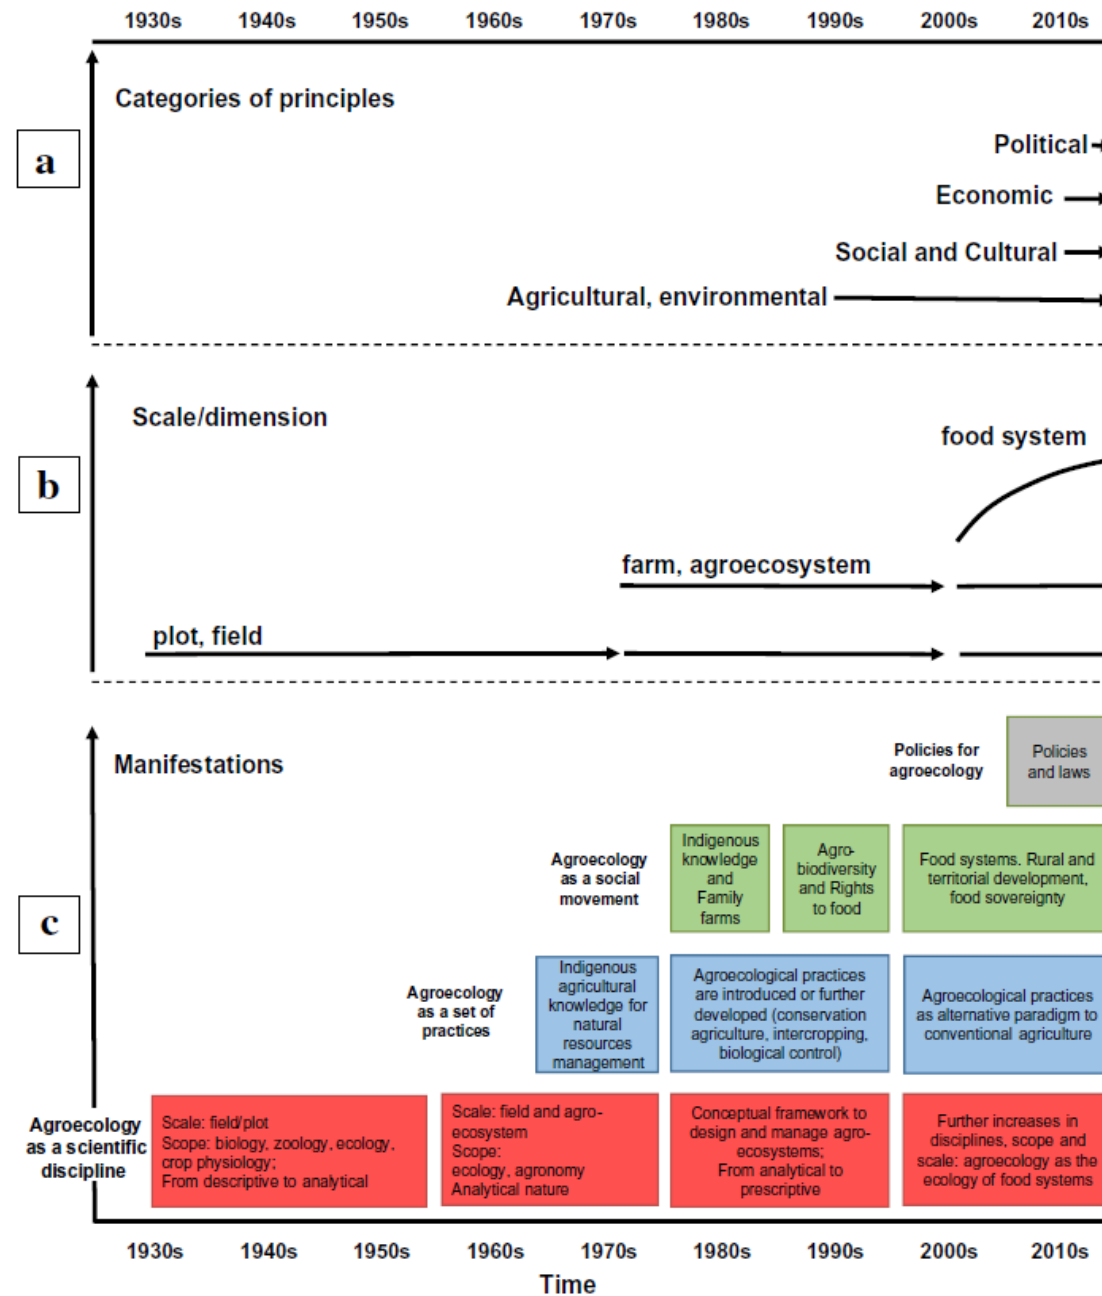 1930s 1940s 1950s 1960s 1970s 1980s 1990s 2000s 2010s
Categories of principles
a
Political
Economic
Social and Cultural
Agricultural, environmental
Scale/dimension
b
food system
farm, agroecosystem
plot, field
Manifestations
c
Policies for
agroecology
Policies
and laws
Agroecology
as a social
movement
Indigenous
knowledge
and
Family
farms
Agro-
biodiversity
and Rights
to food
Food systems. Rural and
territorial development,
food sovereignty
Agroecology
as a set of
practices
Indigenous
agricultural
knowledge for
natural
resources
management
Agroecological practices
are introduced or further
developed (conservation
agriculture, intercropping,
biological control)
Agroecological practices
as alternative paradigm to
conventional agriculture
Agroecology
as a scientific
discipline
Scale: field/plot
Scope: biology, zoology, ecology,
crop physiology;
From descriptive to analytical
Scale: field and agro-
ecosystem
Scope:
ecology, agronomy
Analytical nature
Conceptual framework to
design and manage agro-
ecosystems;
From analytical to
prescriptive
Further increases in
disciplines, scope and
scale: agroecology as the
ecology of food systems
1930s 1940s 1950s 1960s 1970s 1980s 1990s 2000s 2010s
Time